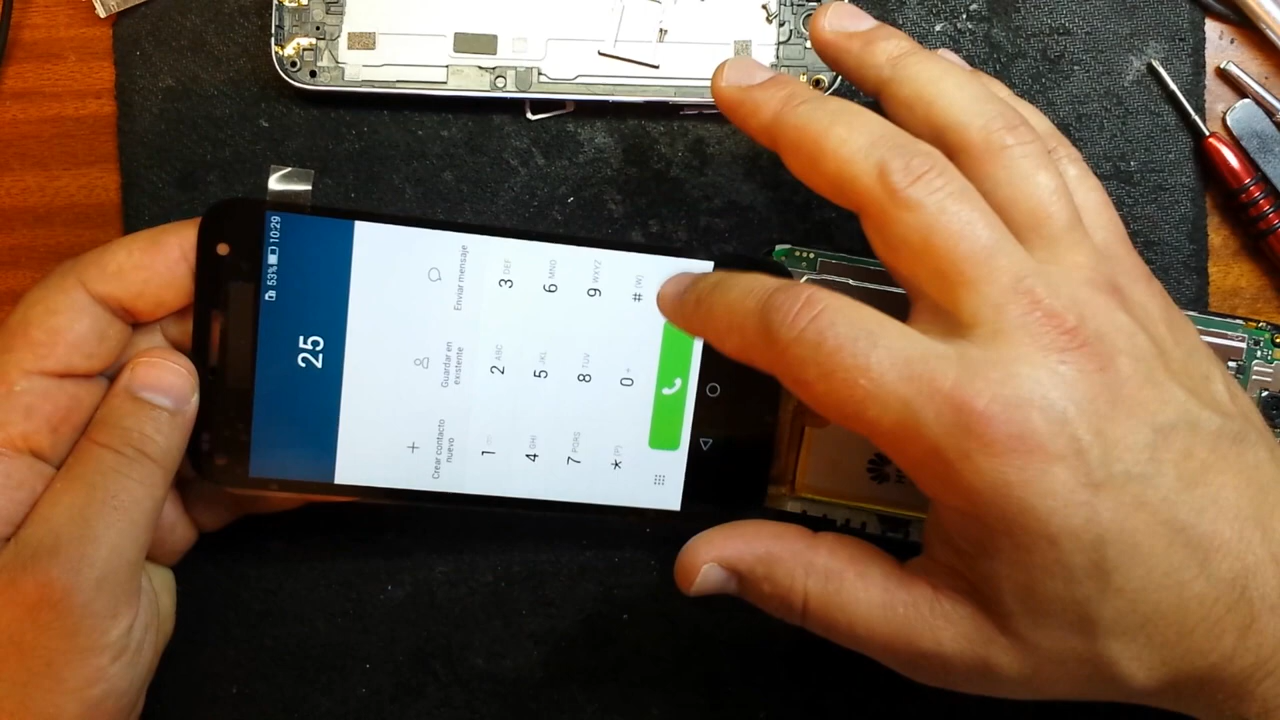 53% 10:29
25
Crear contacto
nuevo
Guardar en
existente
Enviar mensaje
1
2 ABC
3 DEF
4 GHI
5 JKL
6 MNO
7 PQRS
8 TUV
9 WXYZ
* (P)
0 +
# (W)